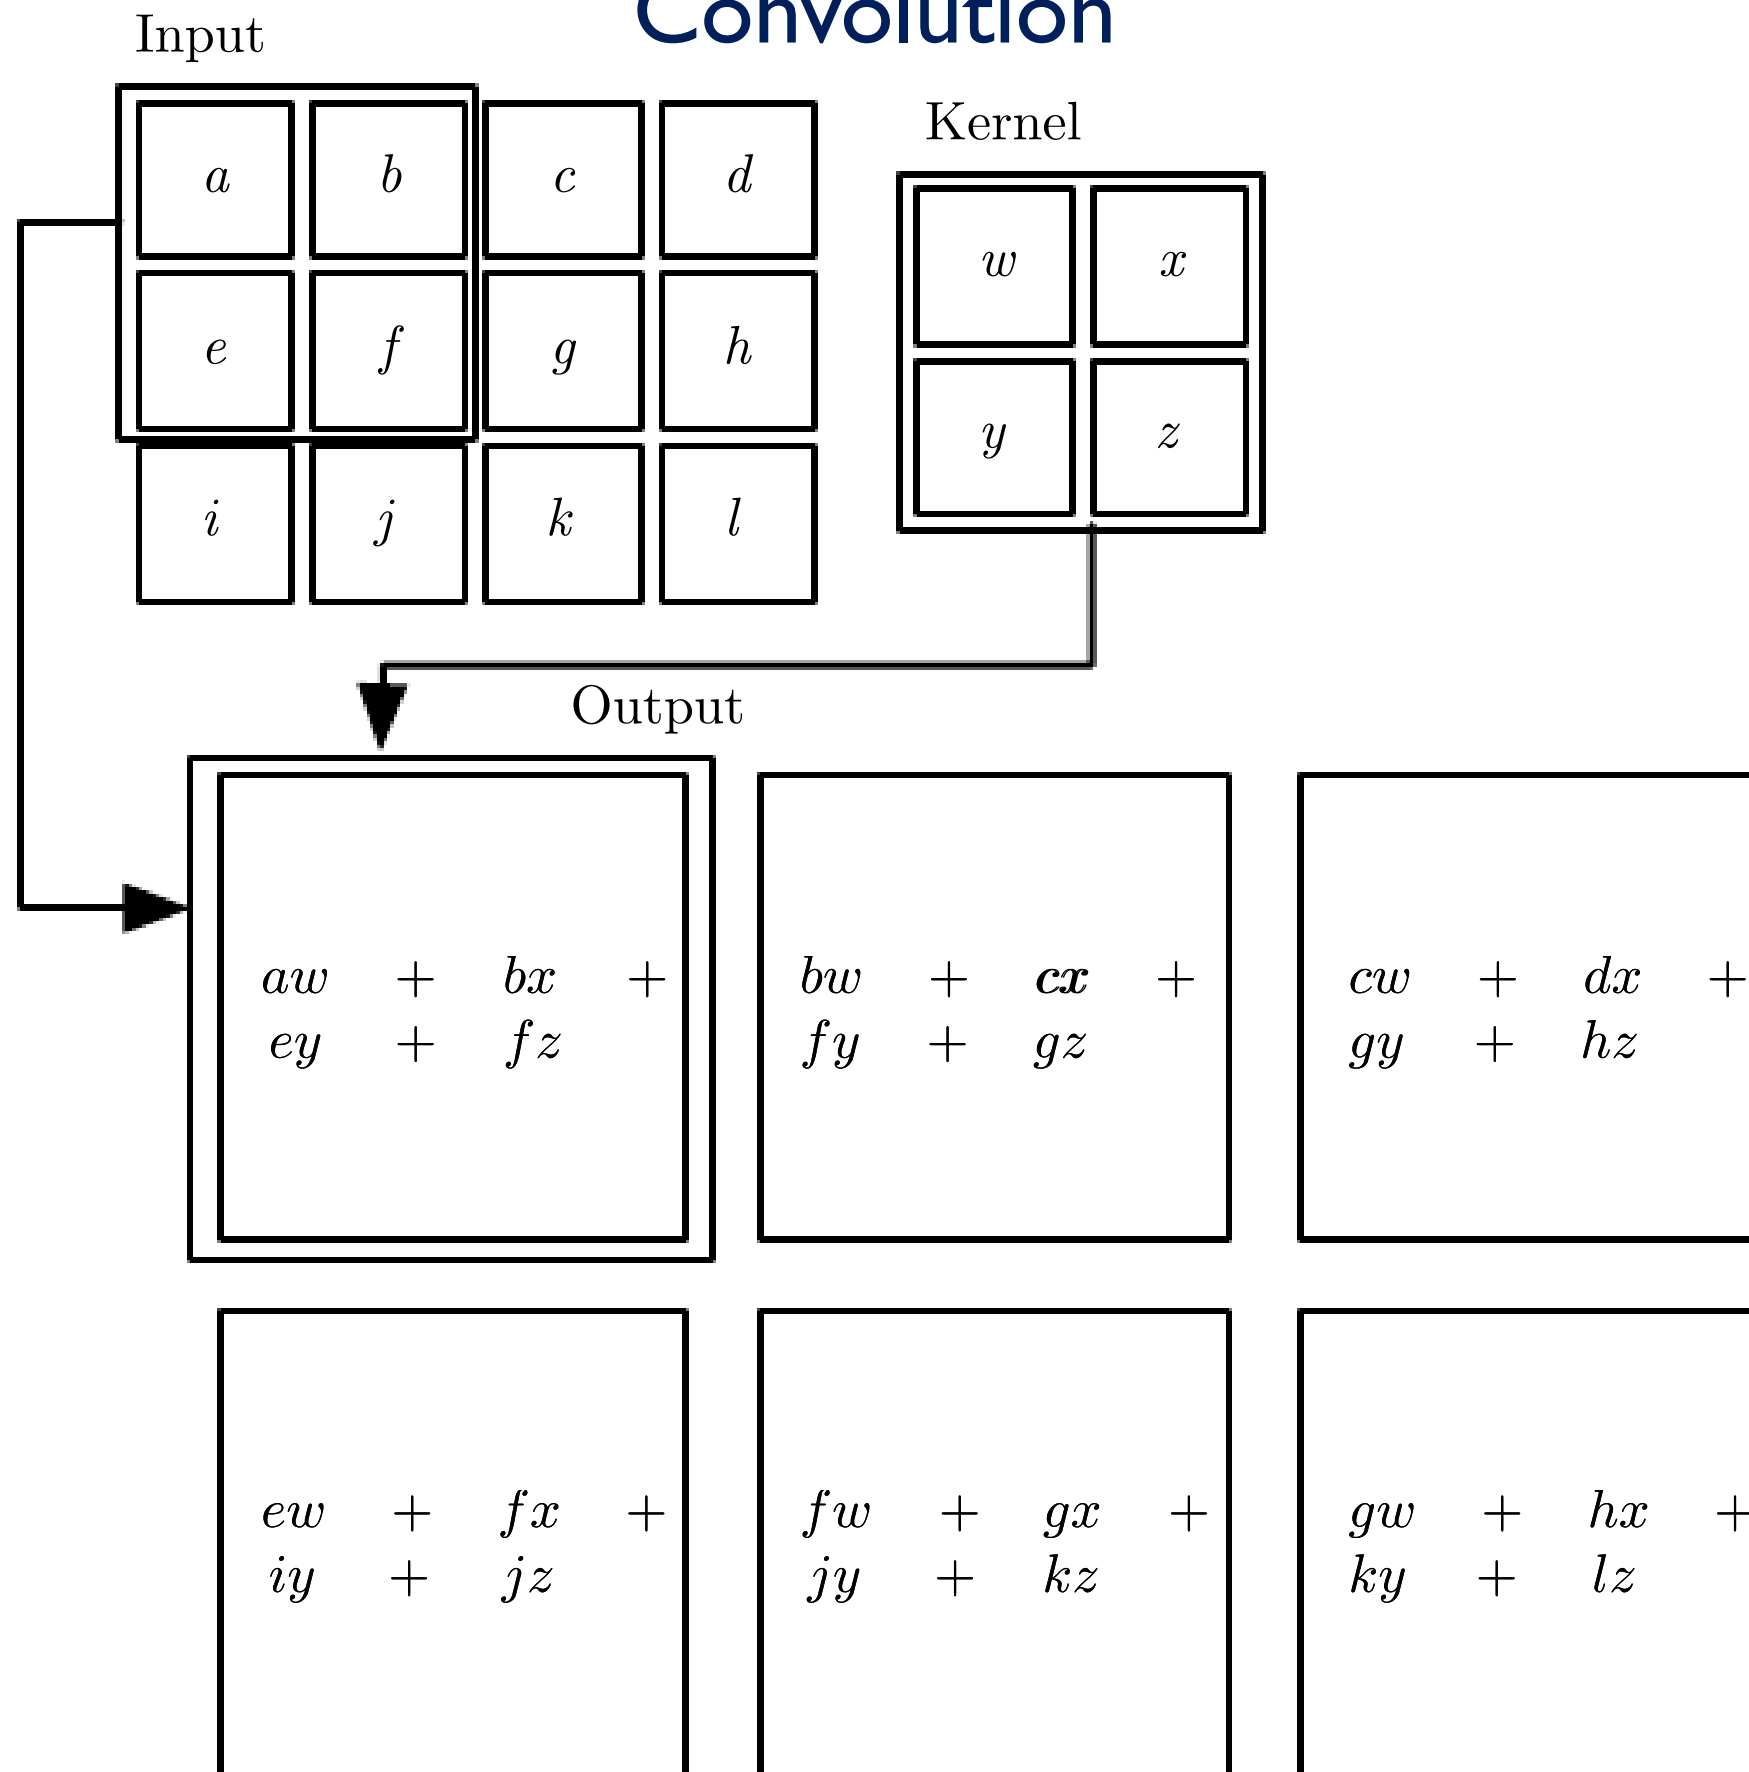 Convolution
Input
Kernel
a b c d
e f g h
i j k l
w x
y z
Output
aw + bx +
ey + fz
bw + cx +
fy + gz
cw + dx +
gy + hz
ew + fx +
iy + jz
fw + gx +
jy + kz
gw + hx +
ky + lz